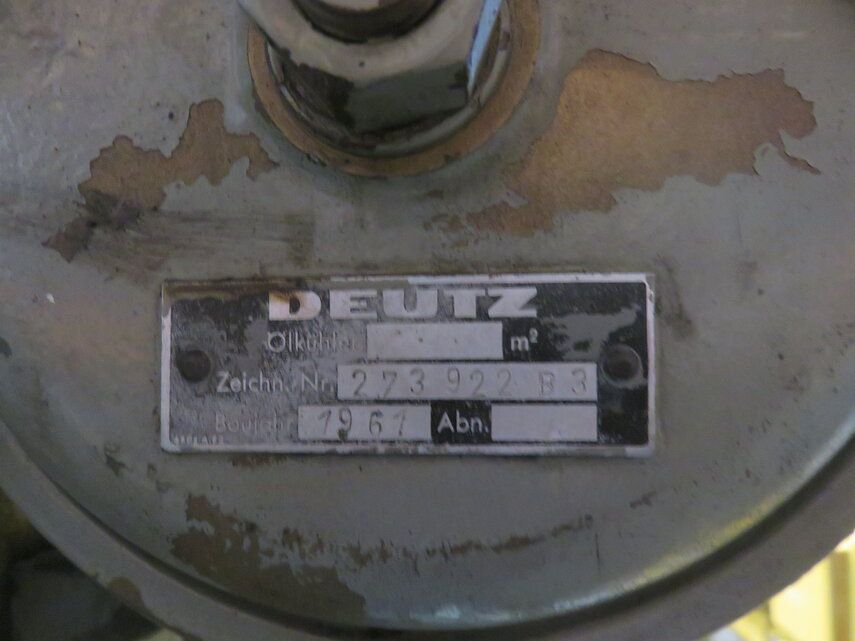 DEUTZ
Ölkühler m²
Zeichn. Nr. 273 922 B 3
Baujahr 1961 Abn.